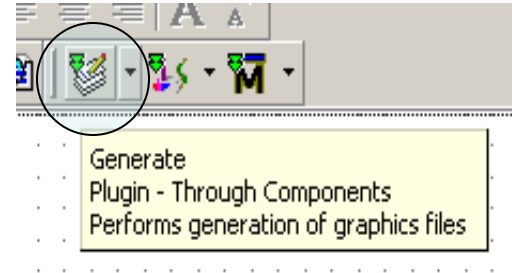 A A
M
Generate
Plugin - Through Components
Performs generation of graphics files